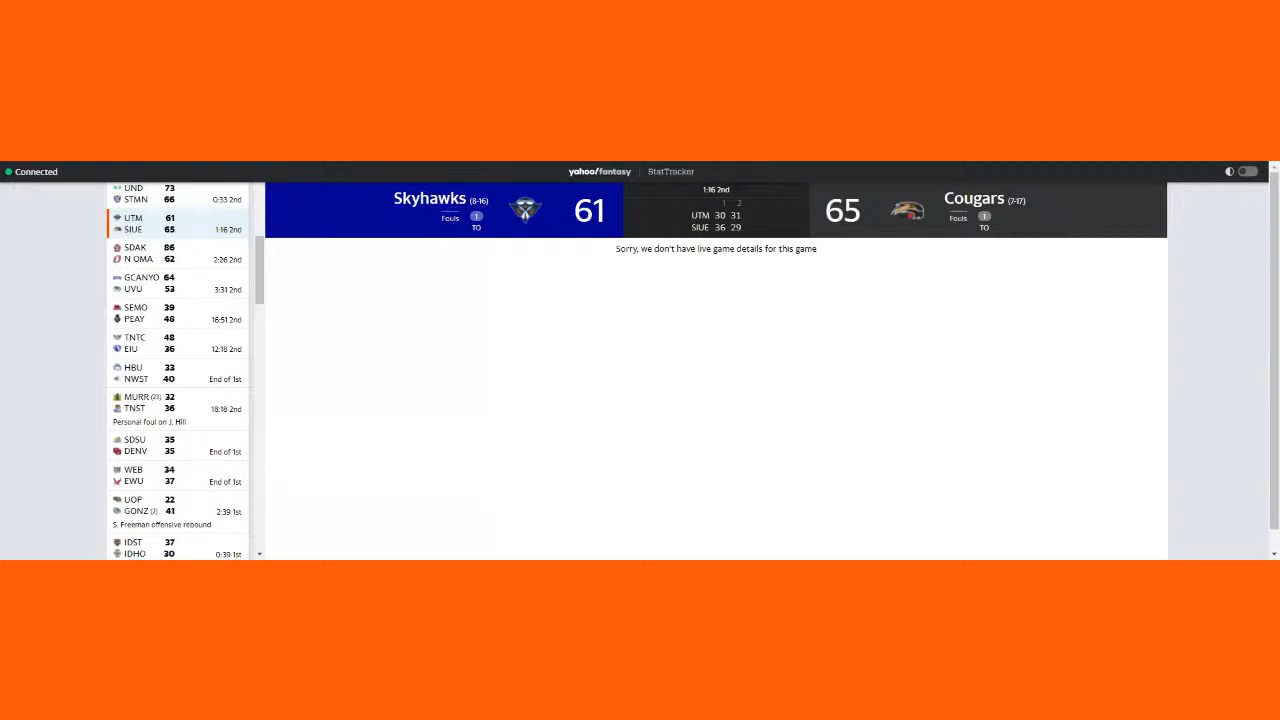 Connected
yahoo!fantasy StatTracker
UND 73
STMN 66 0:33 2nd
UTM 61
SIUE 65 1:16 2nd
SDAK 86
N OMA 62 2:26 2nd
GCANYO 64
UVU 53 3:31 2nd
SEMO 39
PEAY 48 16:51 2nd
TNTC 48
EIU 36 12:18 2nd
HBU 33
NWST 40 End of 1st
MURR (23) 32
TNST 36 18:18 2nd
Personal foul on J. Hill
SDSU 35
DENV 35 End of 1st
WEB 34
EWU 37 End of 1st
UOP 22
GONZ (2) 41 2:39 1st
S. Freeman offensive rebound
IDST 37
IDHO 30 0:39 1st
Skyhawks (8-16) 61
Fouls 1
TO
1:16 2nd
1 2
UTM 30 31
SIUE 36 29
65 Cougars (7-17)
Fouls 1
TO
Sorry, we don't have live game details for this game